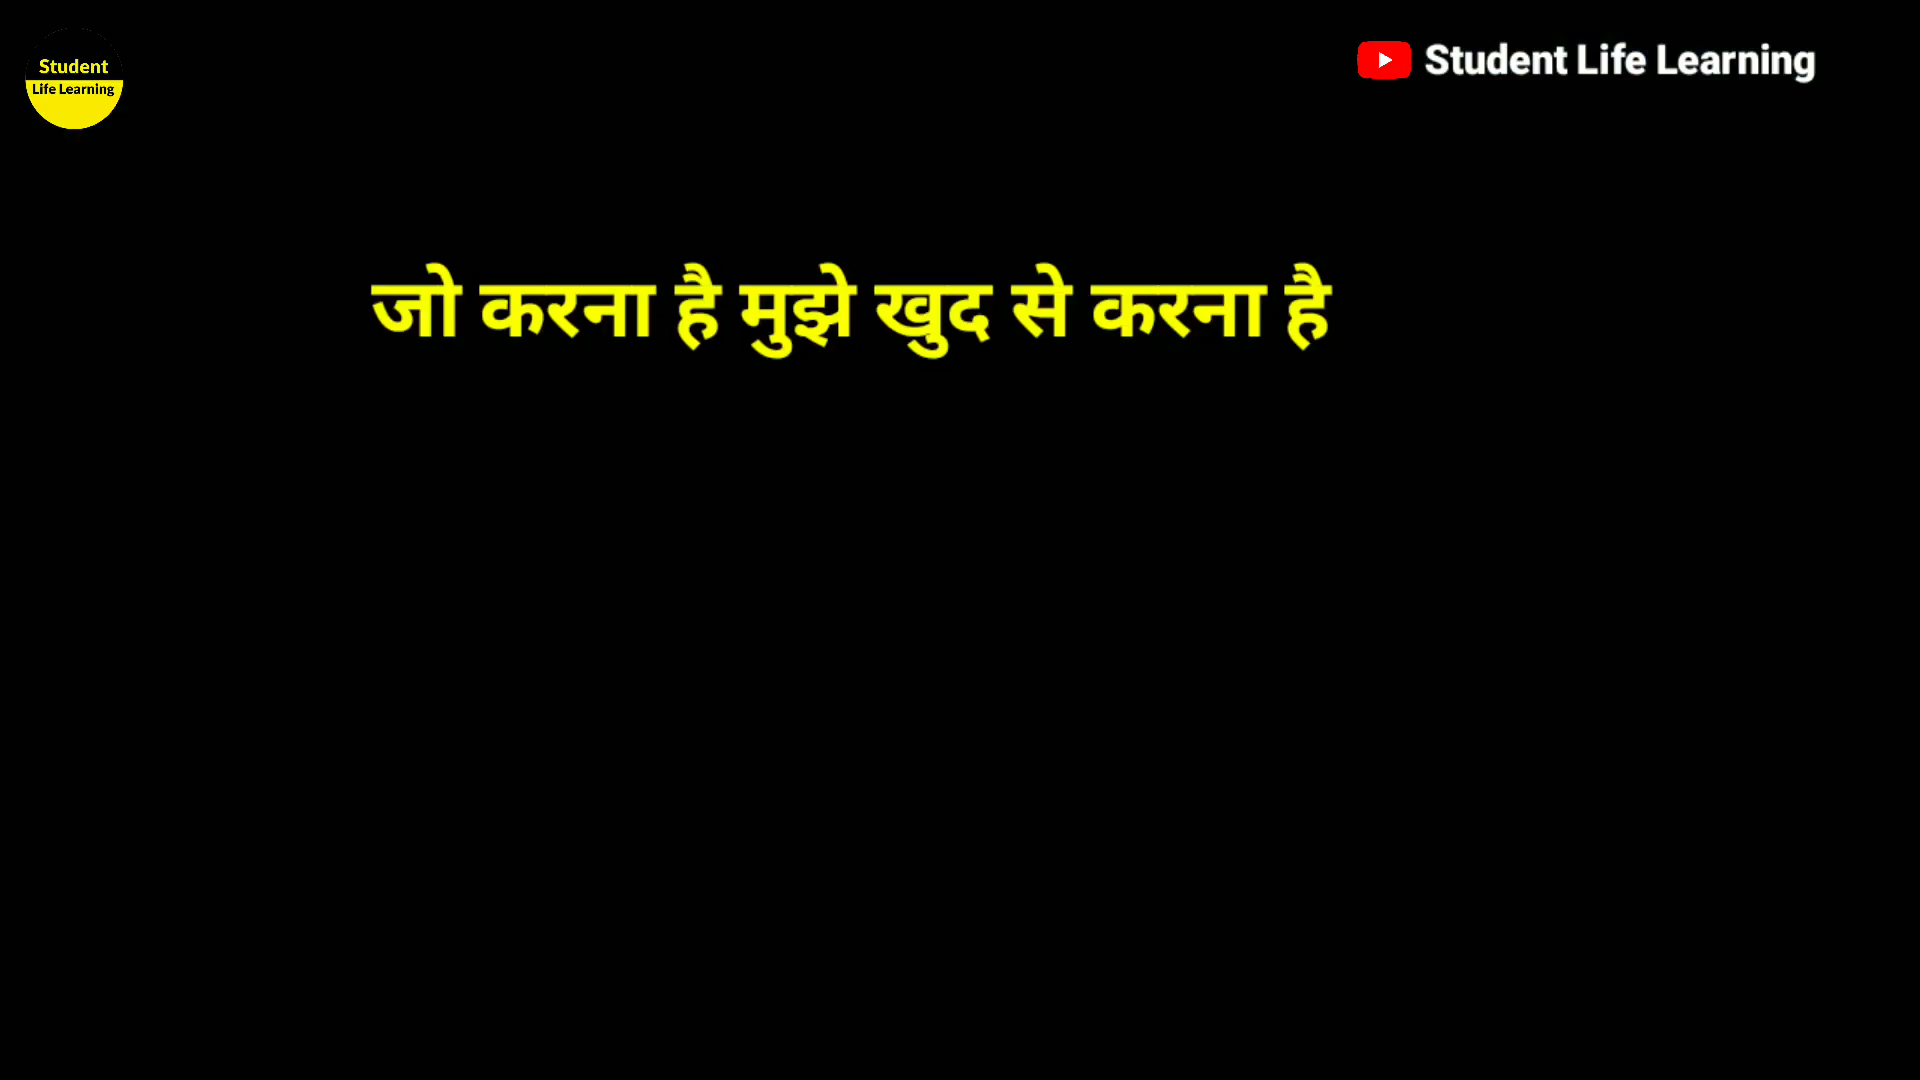 Student
Life Learning
Student Life Learning
जो करना है मुझे खुद से करना है